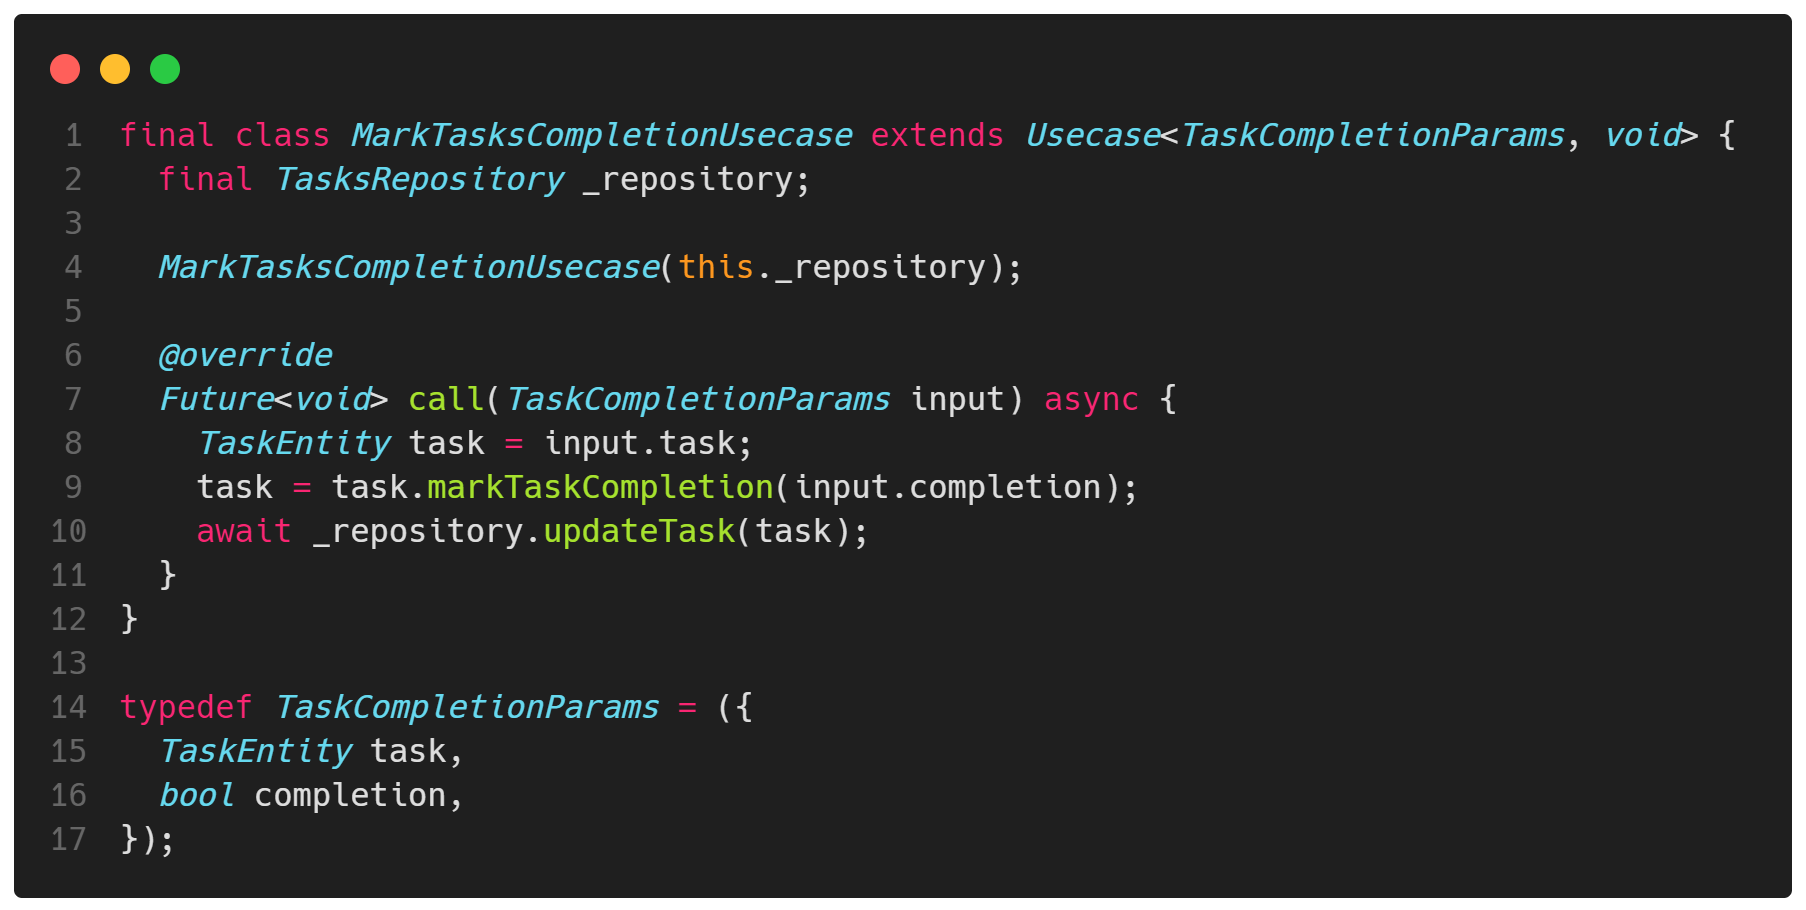 1 final class MarkTasksCompletionUsecase extends Usecase<TaskCompletionParams, void> {
2   final TasksRepository _repository;
3
4   MarkTasksCompletionUsecase(this._repository);
5
6   @override
7   Future<void> call(TaskCompletionParams input) async {
8     TaskEntity task = input.task;
9     task = task.markTaskCompletion(input.completion);
10     await _repository.updateTask(task);
11   }
12 }
13
14 typedef TaskCompletionParams = ({
15   TaskEntity task,
16   bool completion,
17 });